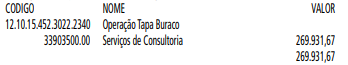 CODIGO NOME VALOR
12.10.15.452.3022.2340 Operação Tapa Buraco
33903500.00 Serviços de Consultoria 269.931,67
269.931,67